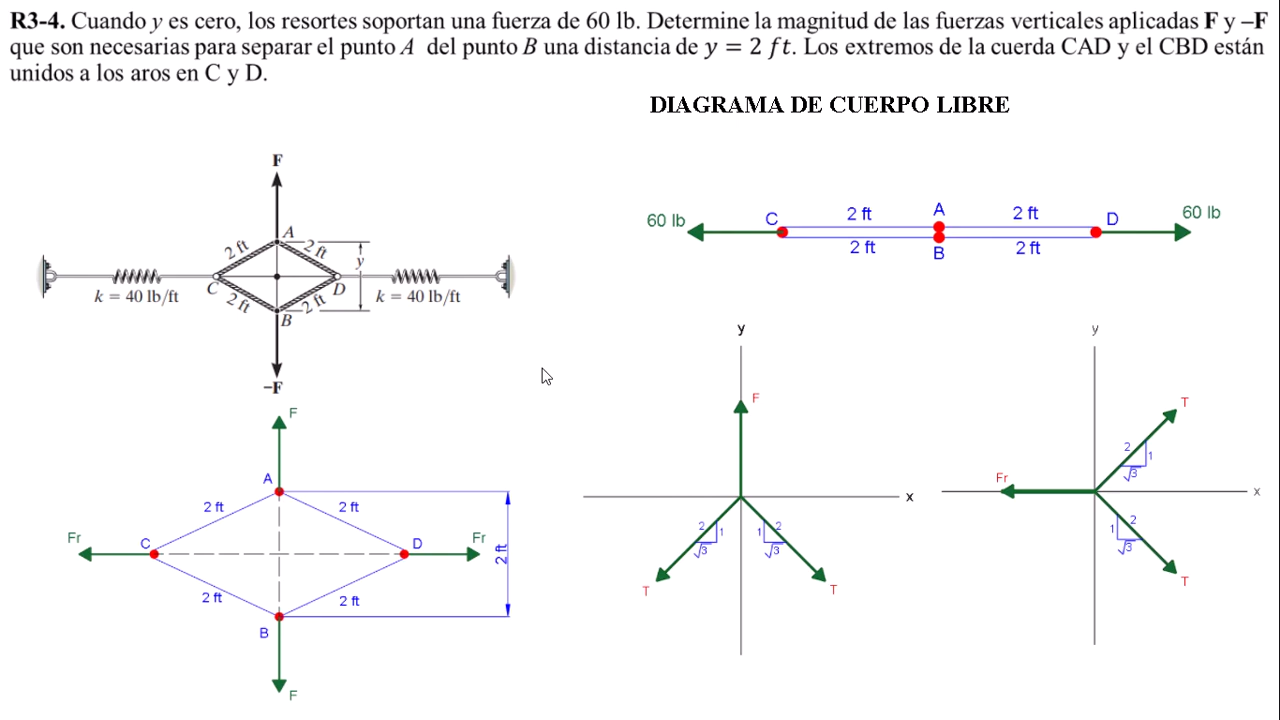 R3-4. Cuando y es cero, los resortes soportan una fuerza de 60 lb. Determine la magnitud de las fuerzas verticales aplicadas F y –F
que son necesarias para separar el punto A del punto B una distancia de y = 2 ft. Los extremos de la cuerda CAD y el CBD están
unidos a los aros en C y D.
DIAGRAMA DE CUERPO LIBRE
F
A
2 ft
2 ft
y
k = 40 lb/ft
C
D
k = 40 lb/ft
2 ft
2 ft
B
–F
60 lb
C
2 ft
A
2 ft
D
60 lb
2 ft
B
2 ft
F
A
2 ft
2 ft
Fr
C
D
Fr
2 ft
2 ft
2 ft
B
F
y
F
x
2
1
√3
1
2
√3
T
T
y
T
2
1
√3
Fr
x
1
2
√3
T